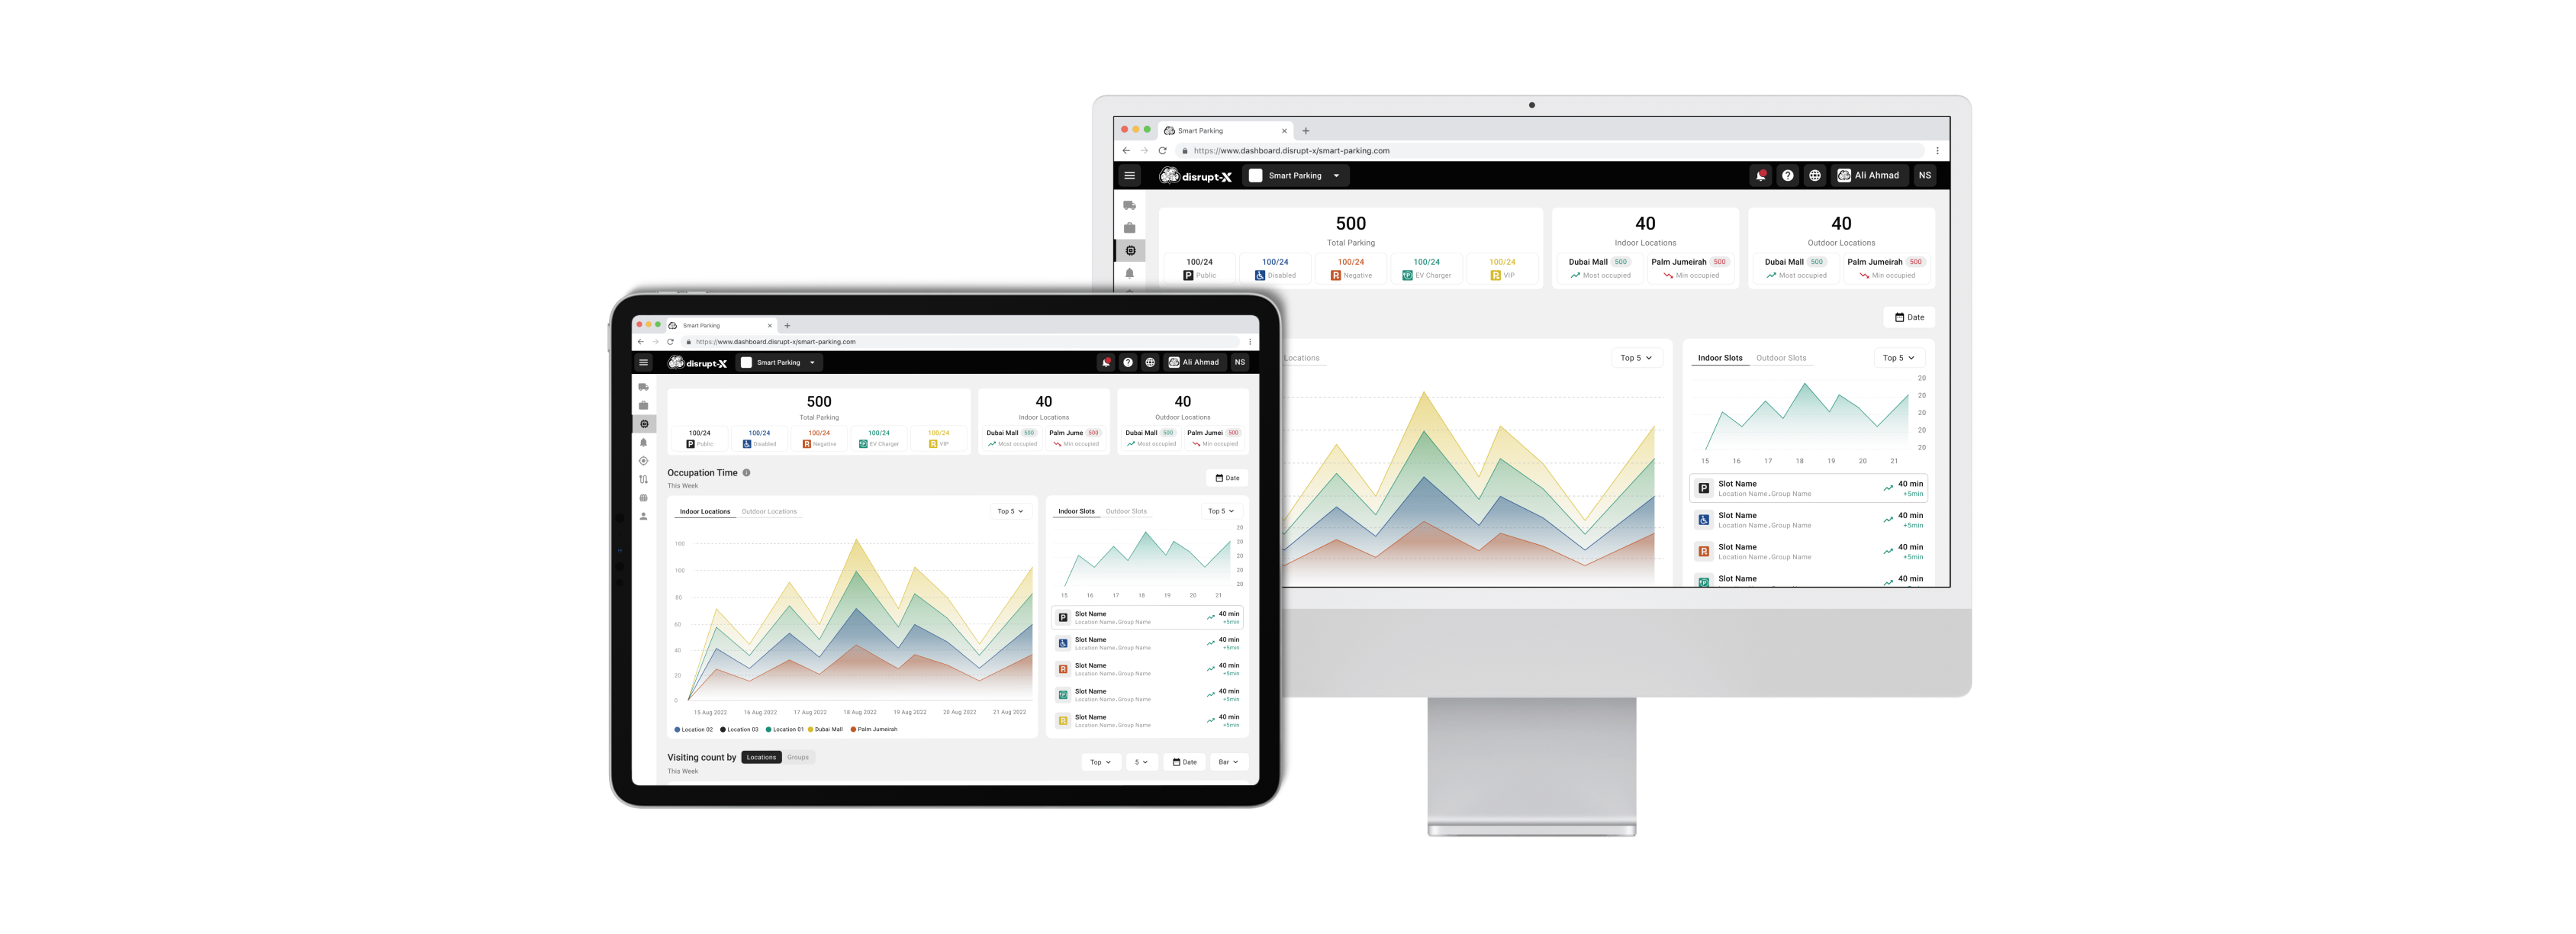 Smart Parking
https://www.dashboard.disrupt-x/smart-parking.com
disrupt-X
Smart Parking
Ali Ahmad
NS
500
Total Parking
100/24
Public
100/24
Disabled
100/24
Negative
100/24
EV Charger
100/24
VIP
40
Indoor Locations
Dubai Mall 500
Most occupied
Palm Jumeirah 500
Min occupied
40
Outdoor Locations
Dubai Mall 500
Most occupied
Palm Jumeirah 500
Min occupied
Date
Locations
Top 5
Indoor Slots Outdoor Slots
Top 5
20
20
20
20
20
15 16 17 18 19 20 21
Slot Name
Location Name.Group Name
40 min
+5min
Slot Name
Location Name.Group Name
40 min
+5min
Slot Name
Location Name.Group Name
40 min
+5min
Slot Name
40 min
Smart Parking
https://www.dashboard.disrupt-x/smart-parking.com
disrupt-X
Smart Parking
Ali Ahmad
NS
500
Total Parking
100/24
Public
100/24
Disabled
100/24
Negative
100/24
EV Charger
100/24
VIP
40
Indoor Locations
Dubai Mall 500
Most occupied
Palm Jume 500
Min occupied
40
Outdoor Locations
Dubai Mall 500
Most occupied
Palm Jumei 500
Min occupied
Occupation Time
This Week
Date
Indoor Locations Outdoor Locations
Top 5
100
100
80
60
40
20
0
15 Aug 2022 16 Aug 2022 17 Aug 2022 18 Aug 2022 19 Aag 2022 20 Aug 2022 21 Aug 2022
Location 02 Location 03 Location 01 Dubai Mall Palm Jumeirah
Indoor Slots Outdoor Slots
Top 5
20
20
20
20
20
15 16 17 18 19 20 21
Slot Name
Location Name.Group Name
40 min
+5min
Slot Name
Location Name.Group Name
40 min
+5min
Slot Name
Location Name.Group Name
40 min
+5min
Slot Name
Location Name.Group Name
40 min
+5min
Slot Name
Location Name.Group Name
40 min
+5min
Visiting count by Locations Groups
This Week
Top
5
Date
Bar